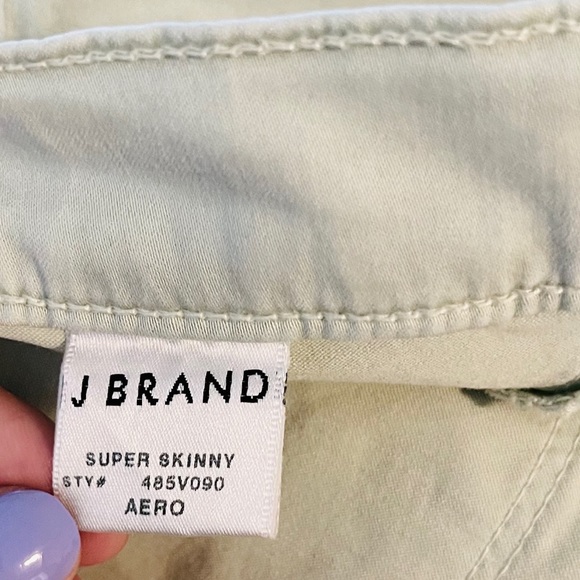 J BRAND
SUPER SKINNY
STY# 485V090
AERO